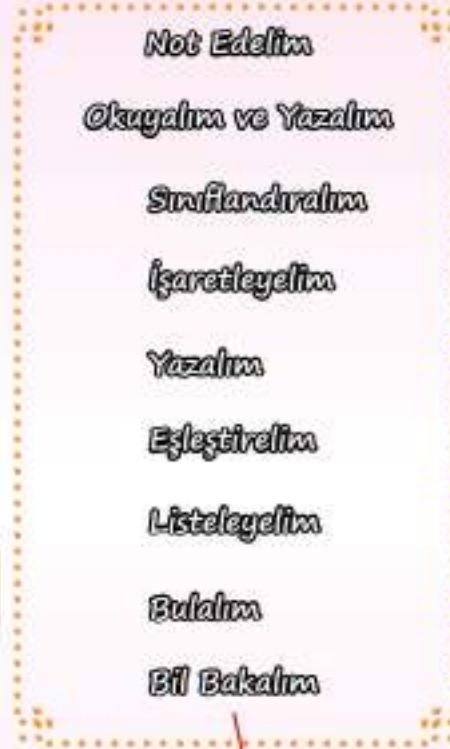 Not Edelim
Okuyalım ve Yazalım
Sınıflandıralım
İşaretleyelim
Yazalım
Eşleştirelim
Listeleyelim
Bulalım
Bil Bakalım